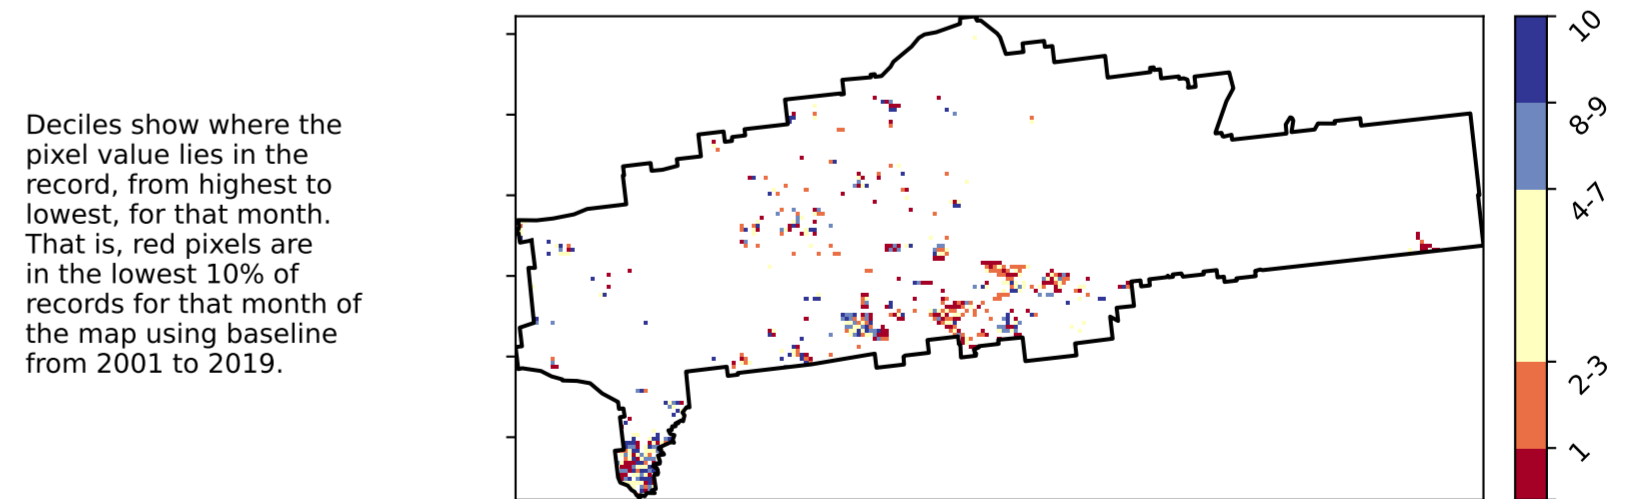 Deciles show where the
pixel value lies in the
record, from highest to
lowest, for that month.
That is, red pixels are
in the lowest 10% of
records for that month of
the map using baseline
from 2001 to 2019.
10
8-9
4-7
2-3
1